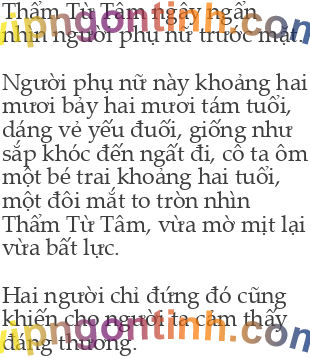 Thẩm Từ Tâm ngây ngẩn
nhìn người phụ nữ trước mặt.
Người phụ nữ này khoảng hai
mươi bảy hai mươi tám tuổi,
dáng vẻ yếu đuối, giống như
sắp khóc đến ngất đi, cô ta ôm
một bé trai khoảng hai tuổi,
một đôi mắt to tròn nhìn
Thẩm Từ Tâm, vừa mờ mịt lại
vừa bất lực.
Hai người chỉ đứng đó cũng
khiến cho người ta cảm thấy
đáng thương.